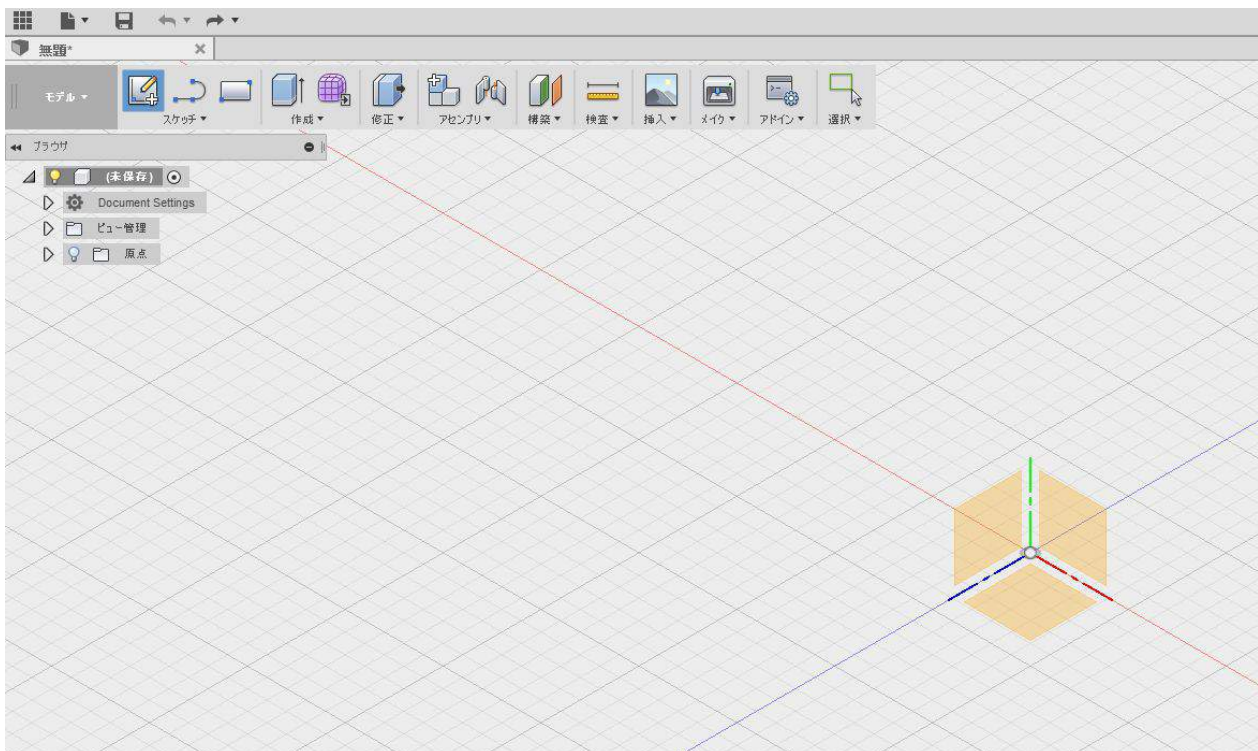 無題*
モデル
スケッチ 作成 修正 アセンブリ 構築 検査 挿入 メイク アドイン 選択
ブラウザ
(未保存)
Document Settings
ビュー管理
原点